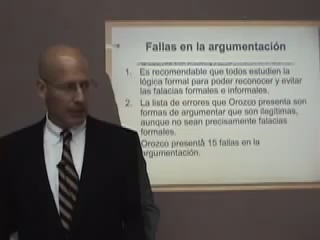 Fallas en la argumentación
1. Es recomendable que todos estudien la
lógica formal para poder reconocer y evitar
las falacias formales e informales.
2. La lista de errores que Orozco presenta son
formas de argumentar que son ilegítimas,
aunque no sean precisamente falacias
formales.
Orozco presenta 15 fallas en la
argumentación.